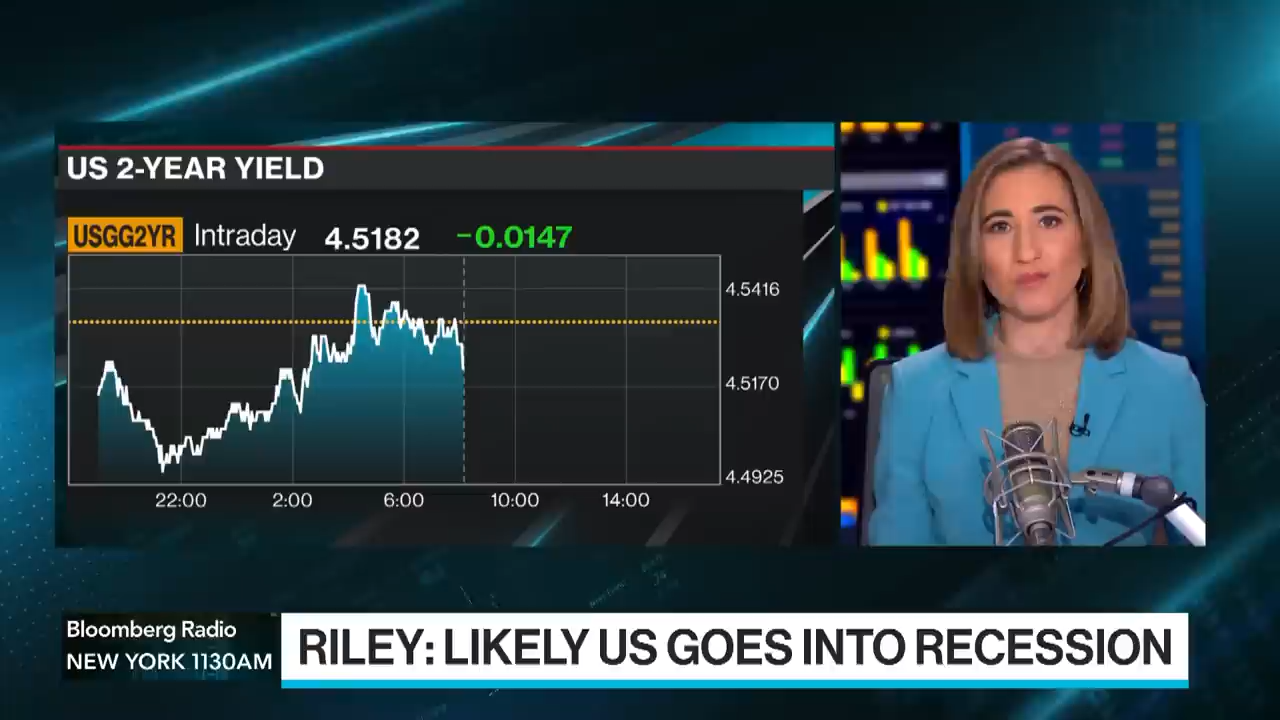 US 2-YEAR YIELD
USGG2YR Intraday 4.5182 -0.0147
4.5416
4.5170
4.4925
22:00 2:00 6:00 10:00 14:00
Bloomberg Radio
NEW YORK 1130AM
RILEY: LIKELY US GOES INTO RECESSION